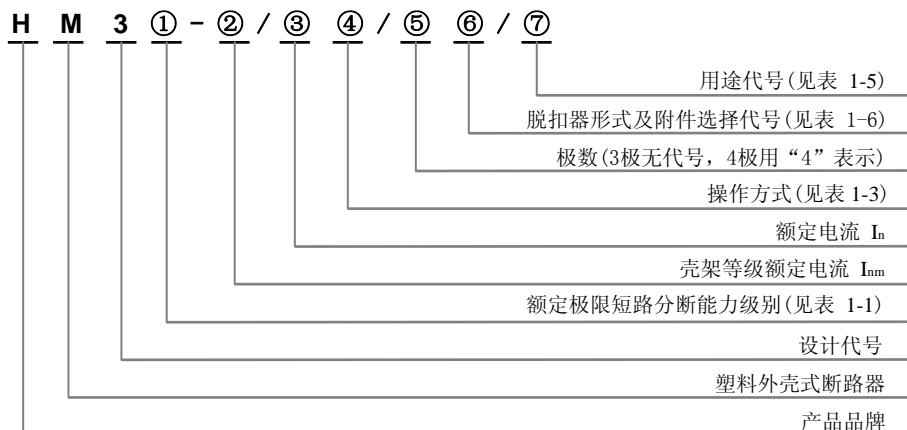 H M 3 ① - ② / ③ ④ / ⑤ ⑥ / ⑦
用途代号(见表 1-5)
脱扣器形式及附件选择代号(见表 1-6)
极数(3极无代号，4极用“4”表示)
操作方式(见表1-3)
额定电流 In
壳架等级额定电流 Inm
额定极限短路分断能力级别(见表 1-1)
设计代号
塑料外壳式断路器
产品品牌